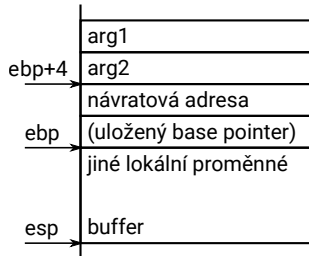 arg1
ebp+4 arg2
návratová adresa
ebp (uložený base pointer)
jiné lokální proměnné
esp buffer